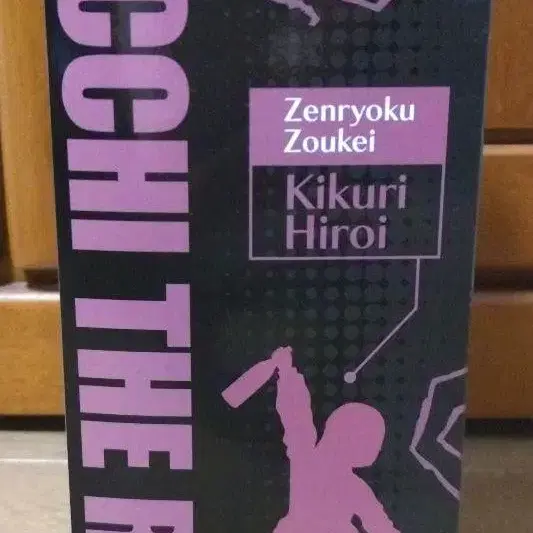 CCHI THE
Zenryoku
Zoukei
Kikuri
Hiroi